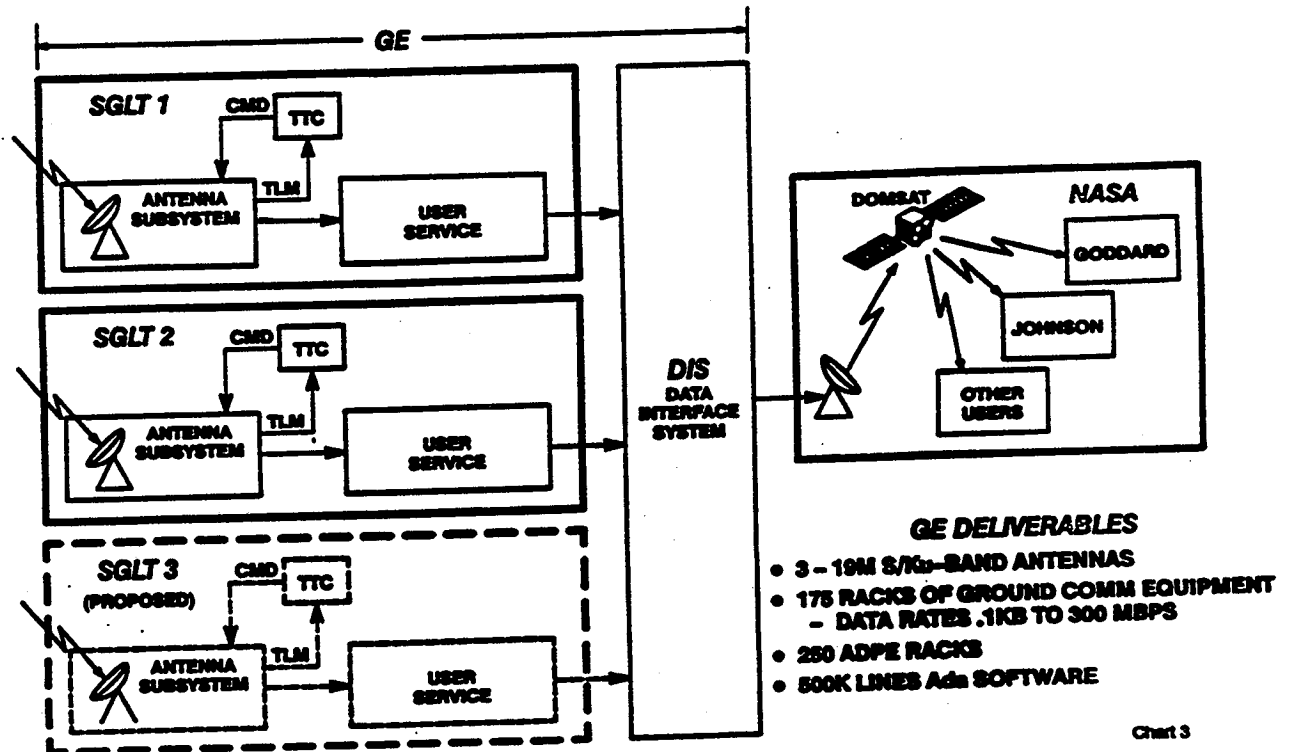 GE
SGLT 1
CMD
TTC
ANTENNA
SUBSYSTEM
TLM
USER
SERVICE
SGLT 2
CMD
TTC
ANTENNA
SUBSYSTEM
TLM
USER
SERVICE
SGLT 3
(PROPOSED)
CMD
TTC
ANTENNA
SUBSYSTEM
TLM
USER
SERVICE
DIS
DATA
INTERFACE
SYSTEM
DOMSAT
NASA
GODDARD
JOHNSON
OTHER
USERS
GE DELIVERABLES
• 3 – 19M S/Ku–BAND ANTENNAS
• 175 RACKS OF GROUND COMM EQUIPMENT
– DATA RATES .1KB TO 300 MBPS
• 250 ADPE RACKS
• 500K LINES Ada SOFTWARE
Chart 3